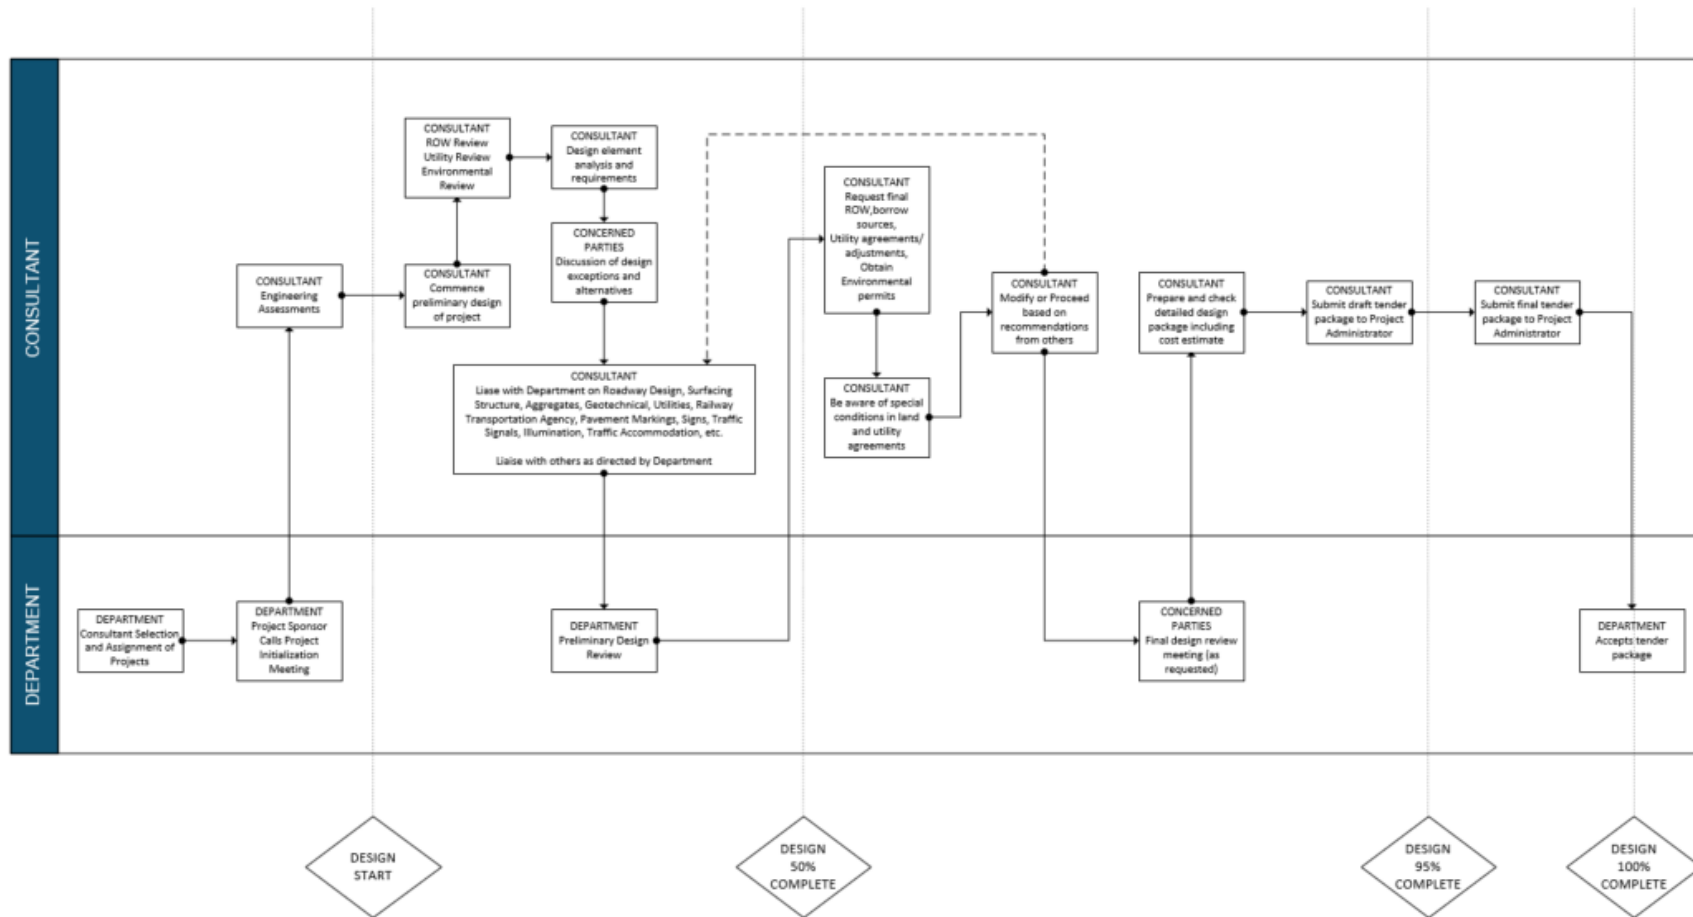 CONSULTANT
CONSULTANT
ROW Review
Utility Review
Environmental
Review
CONSULTANT
Design element
analysis and
requirements
CONCERNED
PARTIES
Discussion of design
exceptions and
alternatives
CONSULTANT
Engineering
Assessments
CONSULTANT
Commence
preliminary design
of project
CONSULTANT
Liase with Department on Roadway Design, Surfacing
Structure, Aggregates, Geotechnical, Utilities, Railway
Transportation Agency, Pavement Markings, Signs, Traffic
Signals, Illumination, Traffic Accommodation, etc.
Liaise with others as directed by Department
CONSULTANT
Request final
ROW,borrow
sources,
Utility agreements/
adjustments,
Obtain
Environmental
permits
CONSULTANT
Be aware of special
conditions in land
and utility
agreements
CONSULTANT
Modify or Proceed
based on
recommendations
from others
CONSULTANT
Prepare and check
detailed design
package including
cost estimate
CONSULTANT
Submit draft tender
package to Project
Administrator
CONSULTANT
Submit final tender
package to Project
Administrator
DEPARTMENT
DEPARTMENT
Consultant Selection
and Assignment of
Projects
DEPARTMENT
Project Sponsor
Calls Project
Initialization
Meeting
DEPARTMENT
Preliminary Design
Review
CONCERNED
PARTIES
Final design review
meeting (as
requested)
DEPARTMENT
Accepts tender
package
DESIGN
START
DESIGN
50%
COMPLETE
DESIGN
95%
COMPLETE
DESIGN
100%
COMPLETE